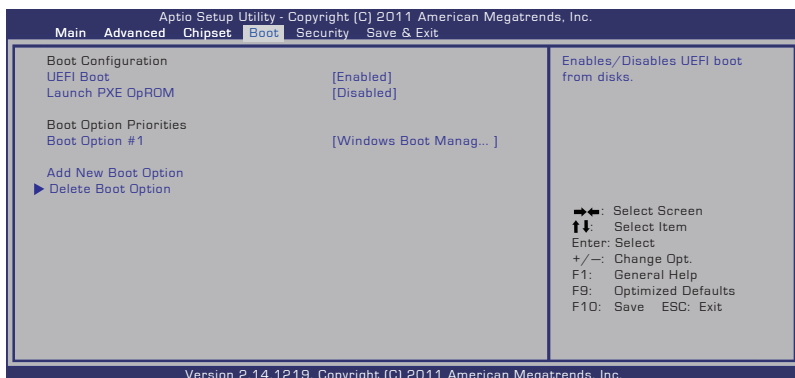 Aptio Setup Utility - Copyright (C) 2011 American Megatrends, Inc.
Main Advanced Chipset Boot Security Save & Exit
Boot Configuration
UEFI Boot [Enabled]
Launch PXE OpROM [Disabled]
Boot Option Priorities
Boot Option #1 [Windows Boot Manag... ]
Add New Boot Option
Delete Boot Option
Enables/Disables UEFI boot
from disks.
→←: Select Screen
↑↓: Select Item
Enter: Select
+/—: Change Opt.
F1: General Help
F9: Optimized Defaults
F10: Save ESC: Exit
Version 2.14.1219. Copyright (C) 2011 American Megatrends, Inc.